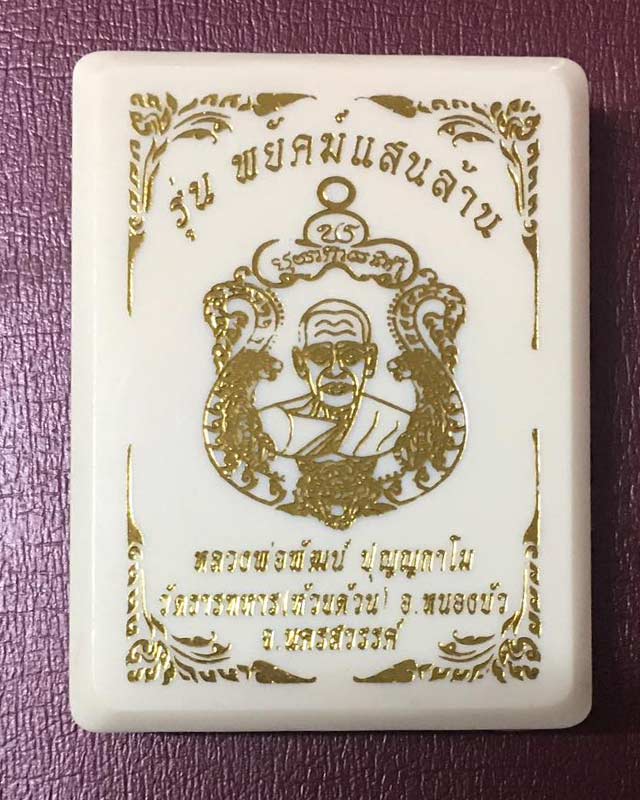 รุ่น พยัคฆ์แสนล้าน
หลวงพ่อพัฒน์ ปุญญกาโม
วัดธารทหาร(ห้วยด้วน) อ.หนองบัว
จ.นครสวรรค์